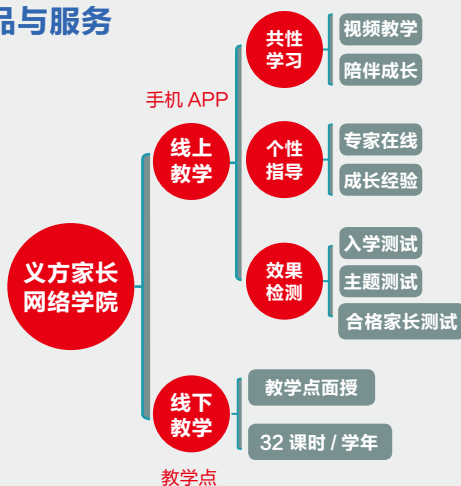 品与服务
共性
学习
视频教学
陪伴成长
手机 APP
线上
教学
个性
指导
专家在线
成长经验
义方家长
网络学院
效果
检测
入学测试
主题测试
合格家长测试
线下
教学
教学点面授
32 课时 / 学年
教学点